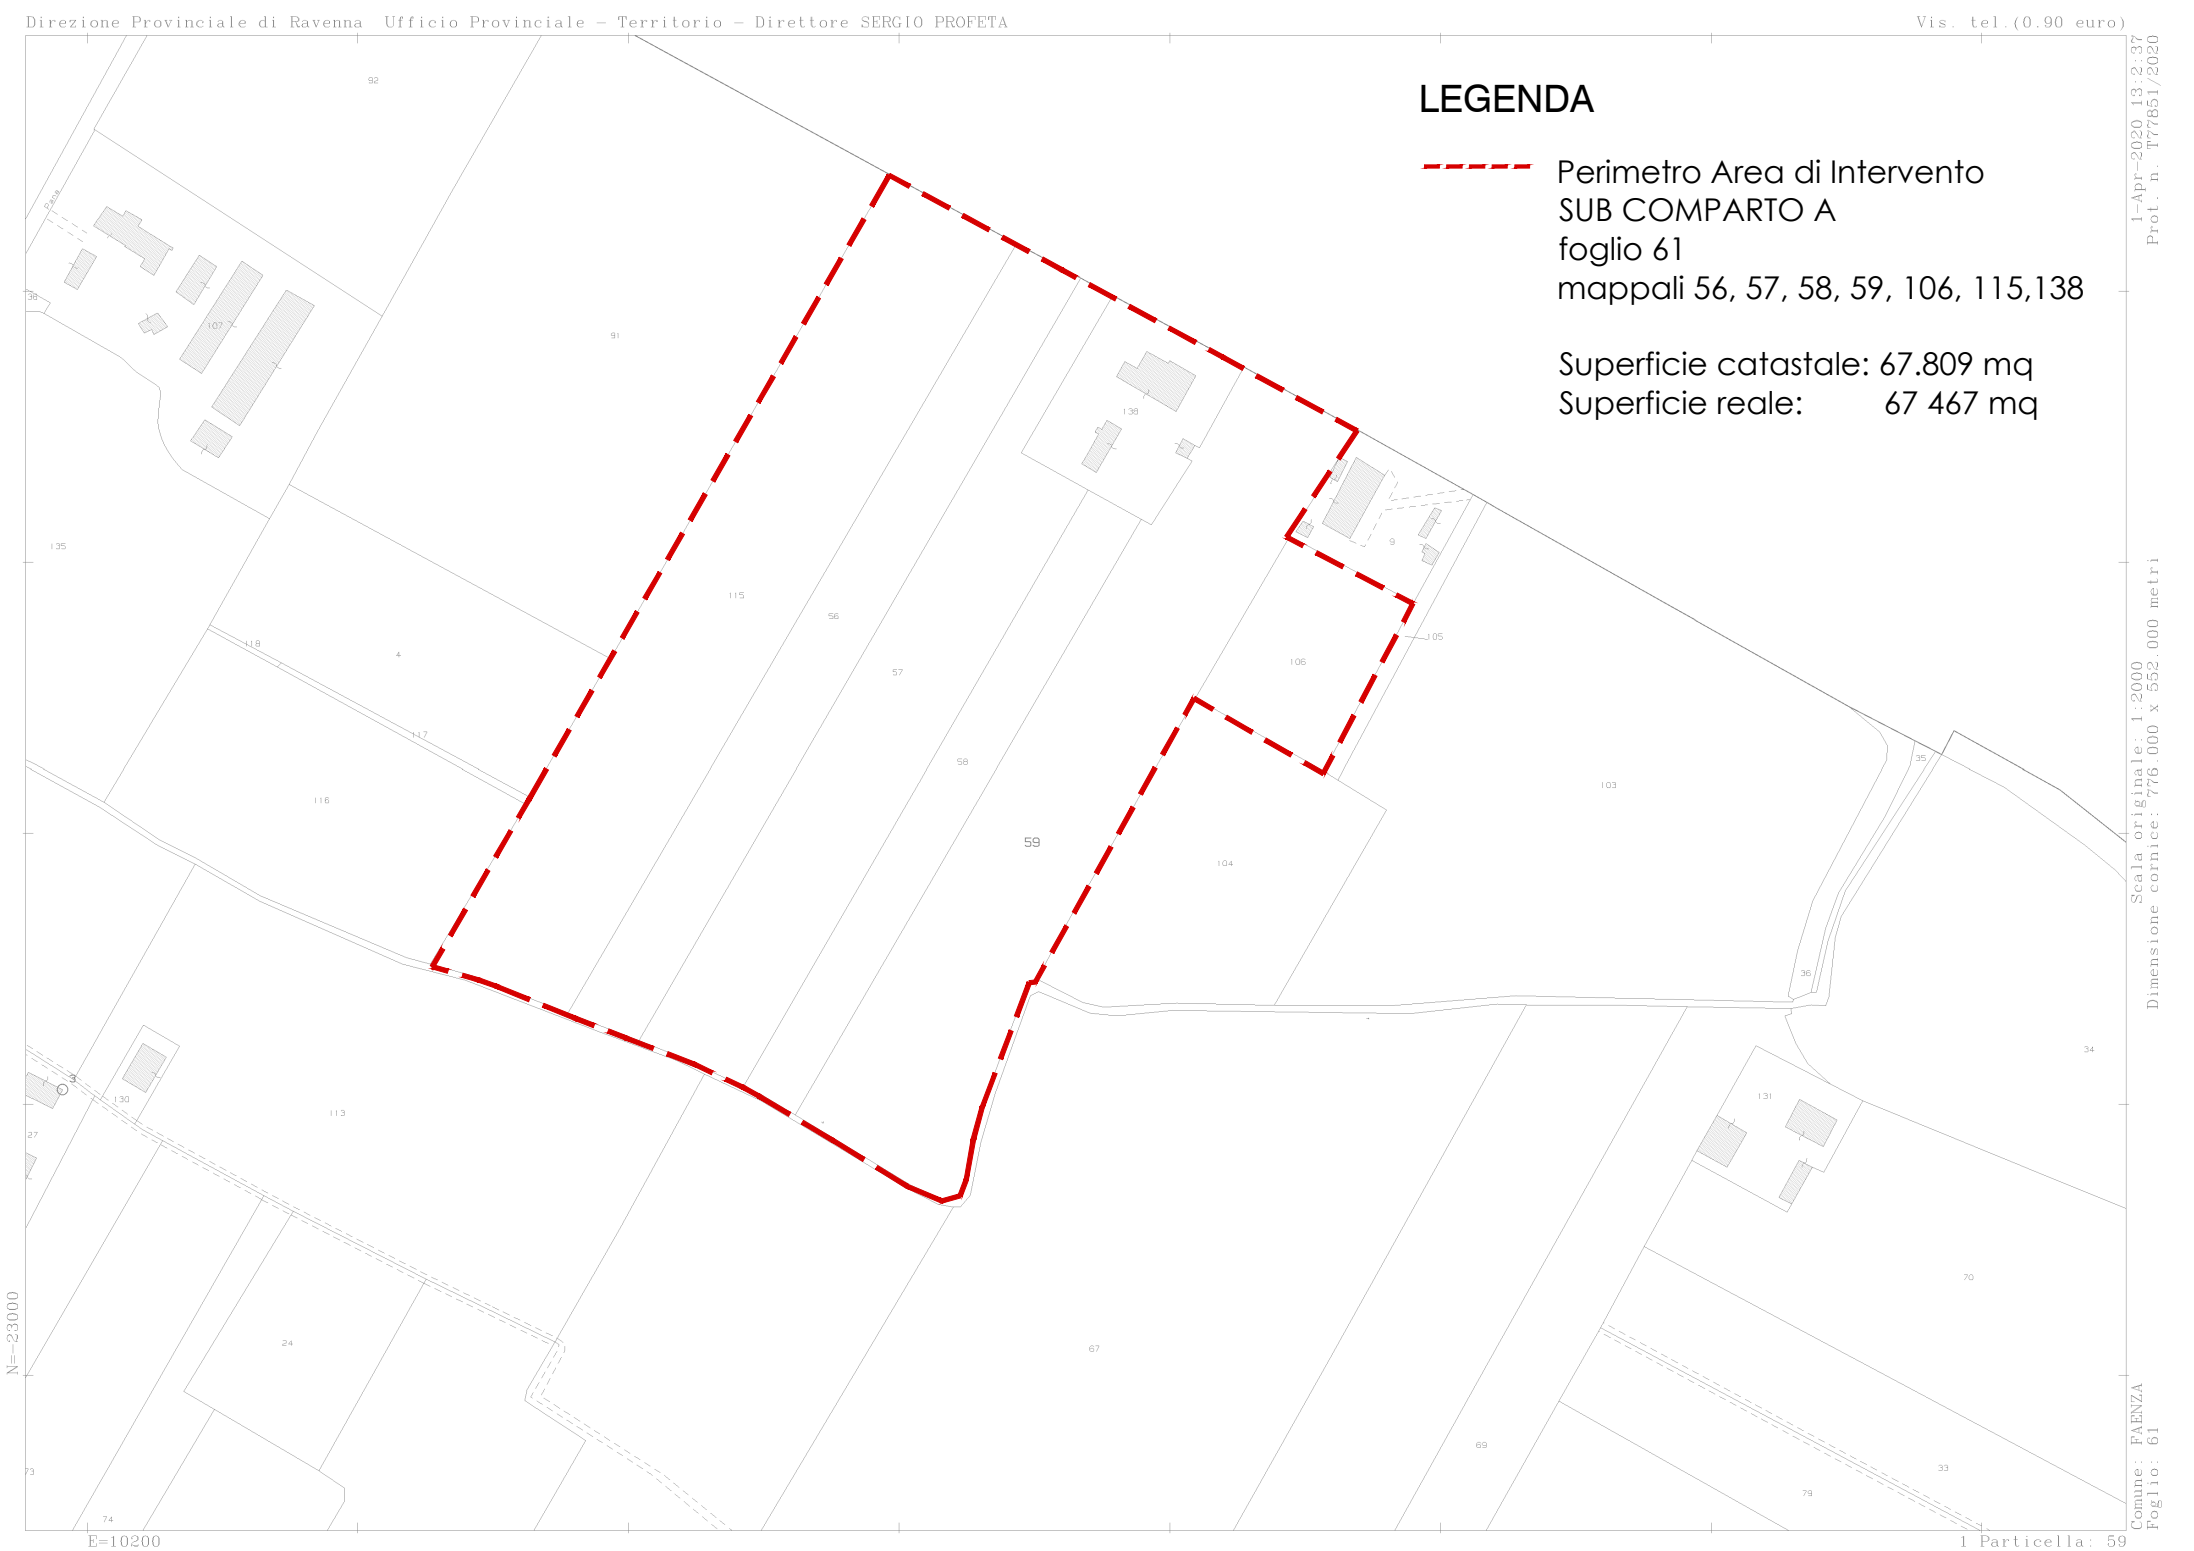 Direzione Provinciale di Ravenna Ufficio Provinciale - Territorio - Direttore SERGIO PROFETA
Vis. tel.(0.90 euro)
1-Apr-2020 13:2:37
Prot. n. T77851/2020
LEGENDA
Perimetro Area di Intervento
SUB COMPARTO A
foglio 61
mappali 56, 57, 58, 59, 106, 115,138
Superficie catastale: 67.809 mq
Superficie reale: 67 467 mq
92
38
107
91
138
135
9
115
56
105
118
4
106
57
117
58
35
103
116
59
104
36
3
130
113
34
131
27
70
24
67
69
33
73
79
74
Scala originale: 1:2000
Dimensione cornice: 776.000 x 552.000 metri
Comune: FAENZA
Foglio: 61
N=-23000
E=10200
1 Particella: 59